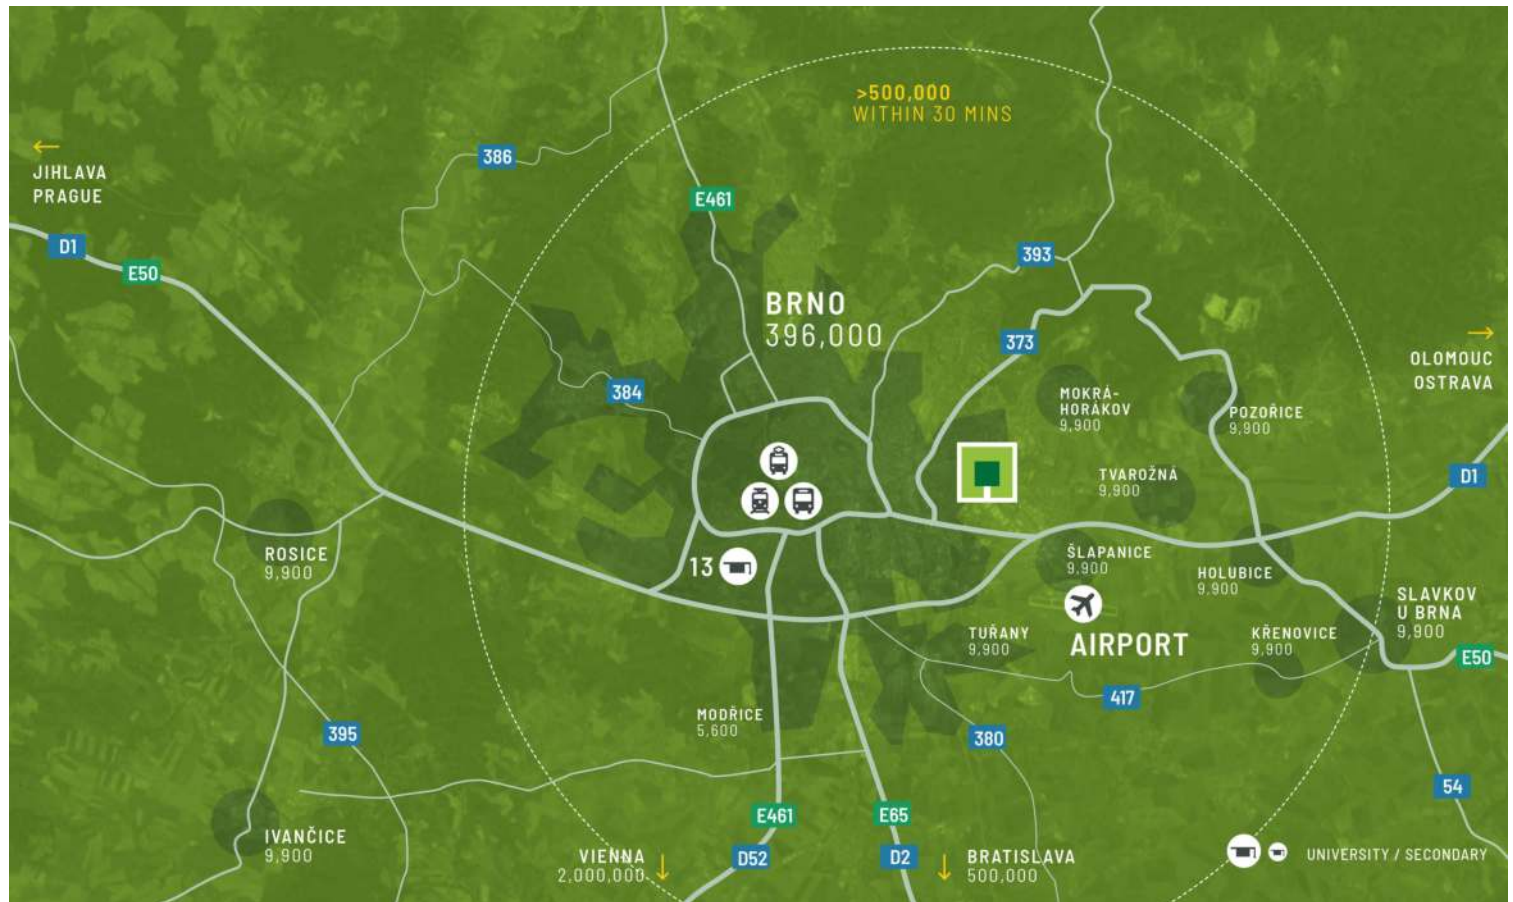 >500,000
WITHIN 30 MINS
JIHLAVA
PRAGUE
386
E461
D1
E50
393
BRNO
396,000
373
OLOMOUC
OSTRAVA
384
MOKRÁ-
HORÁKOV
9,900
POZOŘICE
9,900
TVAROŽNÁ
9,900
D1
ROSICE
9,900
13
ŠLAPANICE
9,900
HOLUBICE
9,900
SLAVKOV
U BRNA
9,900
TUŘANY
9,900
AIRPORT
KŘENOVICE
9,900
E50
417
MODŘICE
5,600
395
380
54
E461
E65
IVANČICE
9,900
VIENNA
2,000,000
D52
D2
BRATISLAVA
500,000
UNIVERSITY / SECONDARY